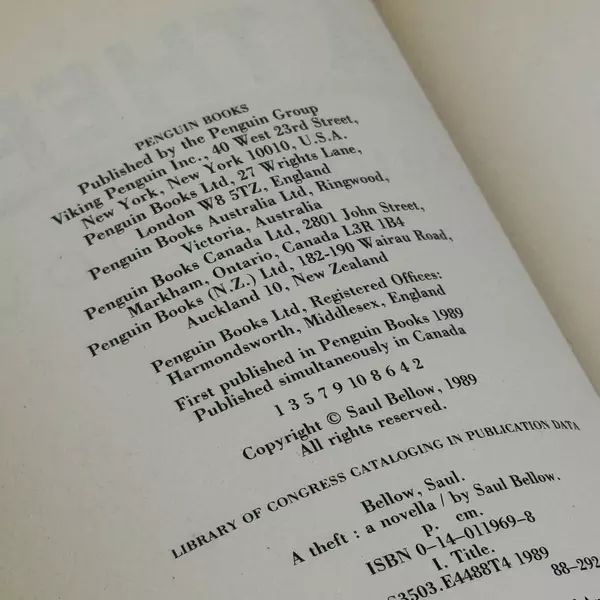 PENGUIN BOOKS
Published by the Penguin Group
Viking Penguin Inc., 40 West 23rd Street,
New York, New York 10010, U.S.A.
Penguin Books Ltd, 27 Wrights Lane,
London W8 5TZ, England
Penguin Books Australia Ltd, Ringwood,
Victoria, Australia
Penguin Books Canada Ltd, 2801 John Street,
Markham, Ontario, Canada L3R 1B4
Penguin Books (N.Z.) Ltd, 182-190 Wairau Road,
Auckland 10, New Zealand
Penguin Books Ltd, Registered Offices:
Harmondsworth, Middlesex, England
First published in Penguin Books 1989
Published simultaneously in Canada
1 3 5 7 9 10 8 6 4 2
Copyright © Saul Bellow, 1989
All rights reserved.
LIBRARY OF CONGRESS CATALOGING IN PUBLICATION DATA
Bellow, Saul.
A theft : a novella / by Saul Bellow.
p. cm.
ISBN 0-14-011969-8
I. Title.
S3503.E4488T4 1989
88-292